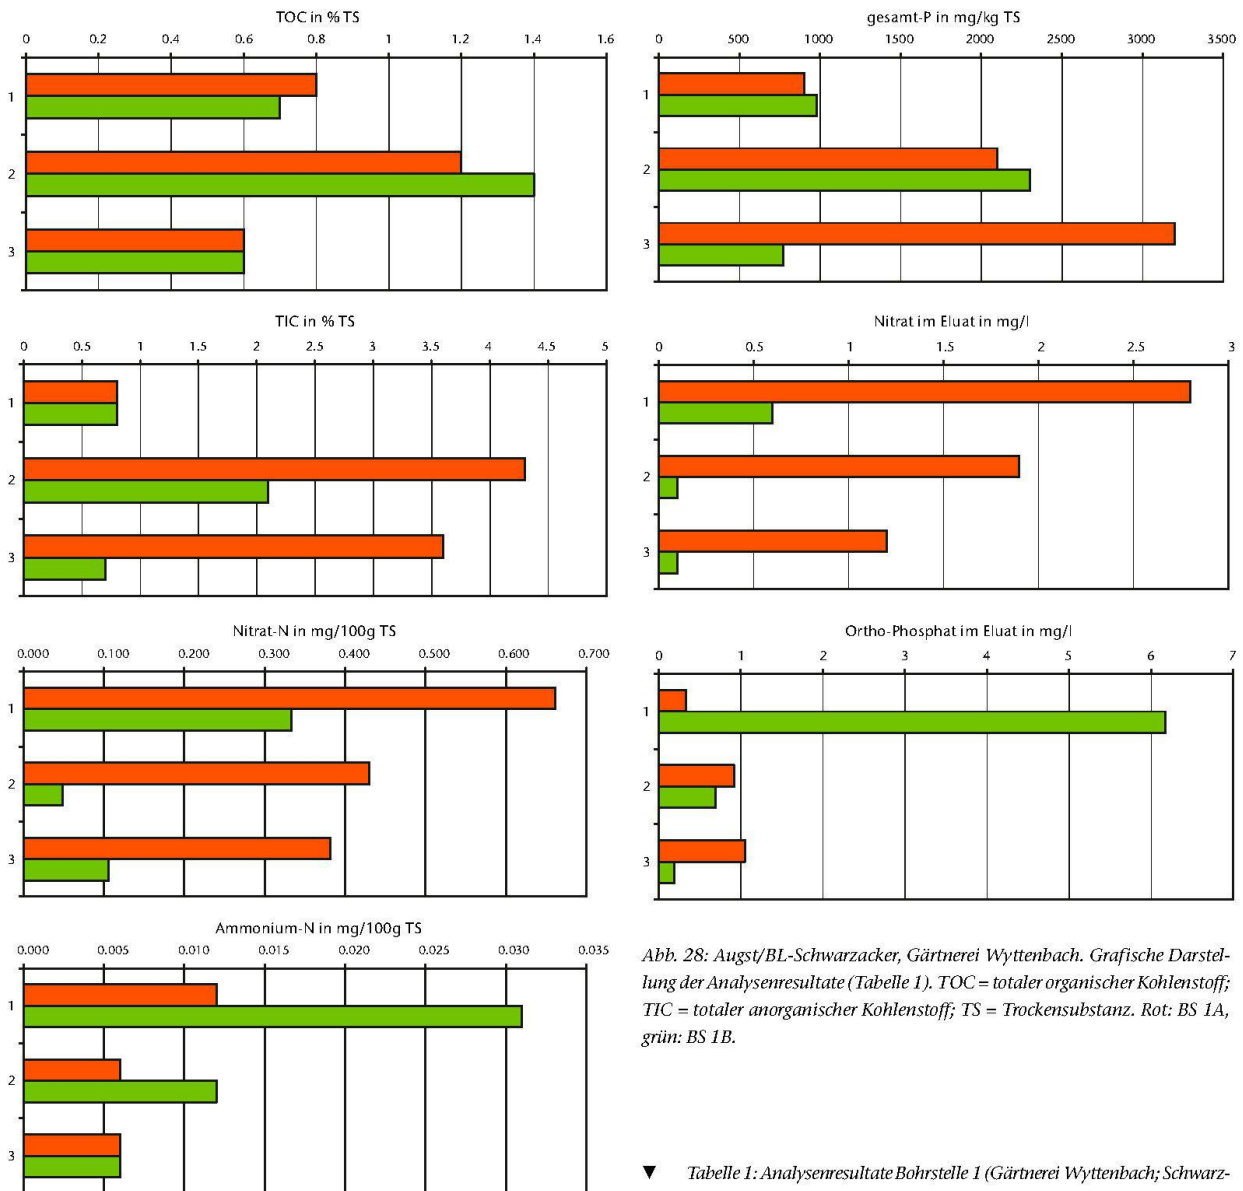 TOC in % TS
0 0.2 0.4 0.6 0.8 1 1.2 1.4 1.6
1
2
3
TIC in % TS
0 0.5 1 1.5 2 2.5 3 3.5 4 4.5 5
1
2
3
Nitrat-N in mg/100g TS
0.000 0.100 0.200 0.300 0.400 0.500 0.600 0.700
1
2
3
Ammonium-N in mg/100g TS
0.000 0.006 0.010 0.015 0.020 0.025 0.030 0.035
1
2
3
gesamt-P in mg/kg TS
0 500 1000 1500 2000 2500 3000 3500
1
2
3
Nitrat im Eluat in mg/l
0 0.5 1 1.5 2 2.5 3
1
2
3
Ortho-Phosphat im Eluat in mg/l
0 1 2 3 4 5 6 7
1
2
3
Abb. 28: Augst/BL-Schwarzacker, Gärtnerei Wyttenbach. Grafische Darstel-
lung der Analysenresultate (Tabelle 1). TOC = totaler organischer Kohlenstoff;
TIC = totaler anorganischer Kohlenstoff; TS = Trockensubstanz. Rot: BS 1A,
grün: BS 1B.
▼ Tabelle 1: Analysenresultate Bohrstelle 1 (Gärtnerei Wyttenbach; Schwarz-